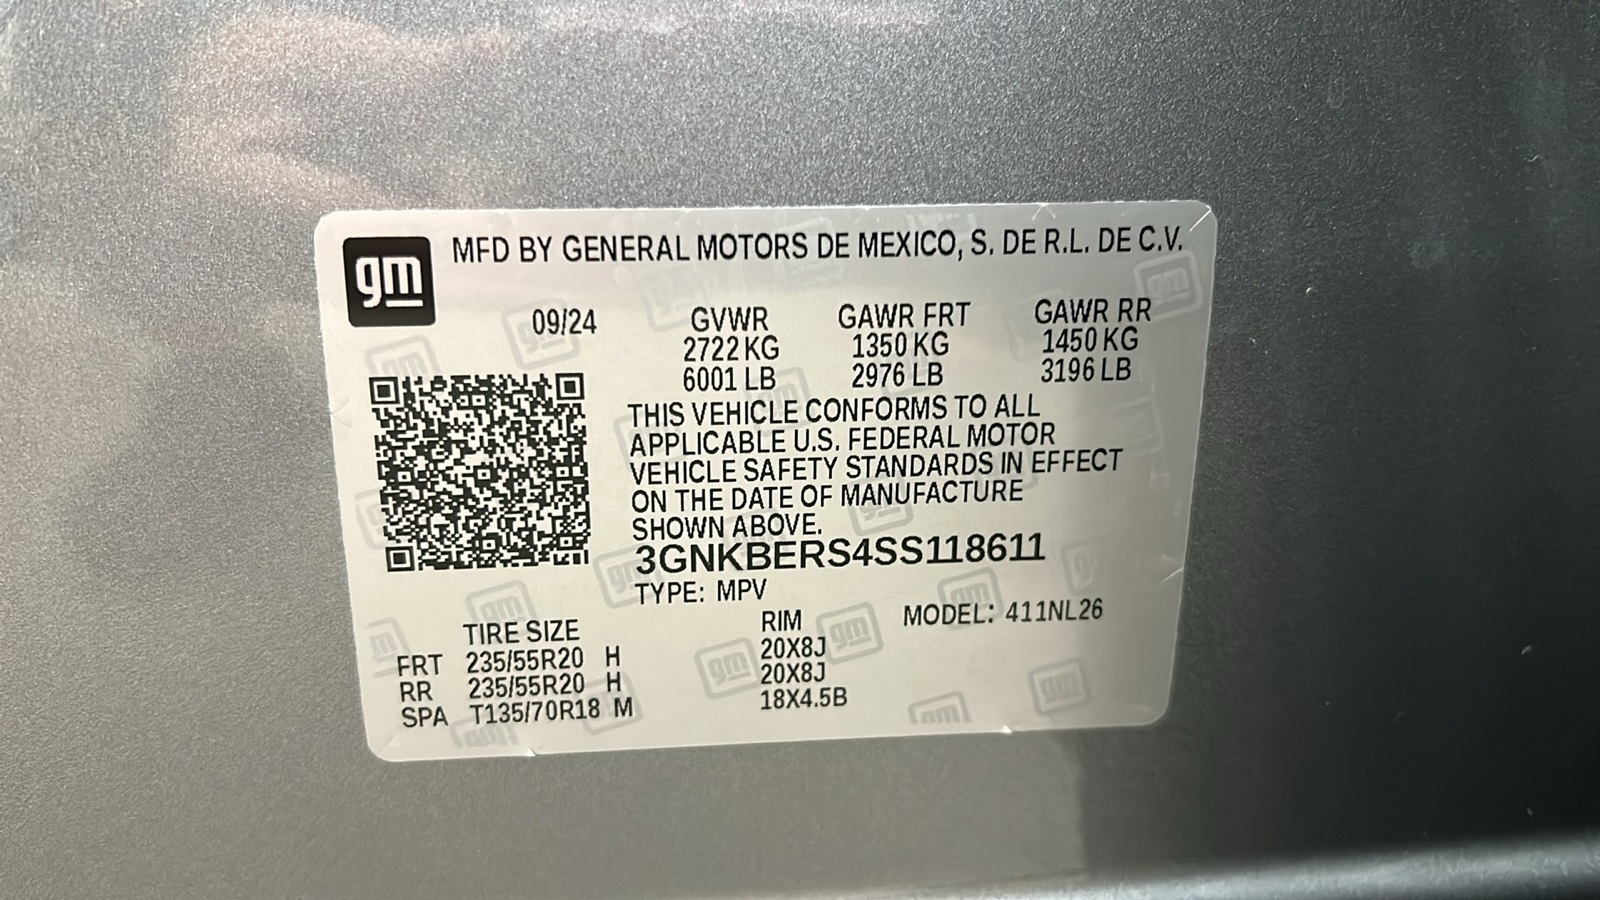 gm MFD BY GENERAL MOTORS DE MEXICO, S. DE R.L. DE C.V.
09/24 GVWR GAWR FRT GAWR RR
2722 KG 1350 KG 1450 KG
6001 LB 2976 LB 3196 LB
THIS VEHICLE CONFORMS TO ALL
APPLICABLE U.S. FEDERAL MOTOR
VEHICLE SAFETY STANDARDS IN EFFECT
ON THE DATE OF MANUFACTURE
SHOWN ABOVE.
3GNKBERS4SS118611
TYPE: MPV
TIRE SIZE RIM MODEL: 411NL26
FRT 235/55R20 H 20X8J
RR 235/55R20 H 20X8J
SPA T135/70R18 M 18X4.5B